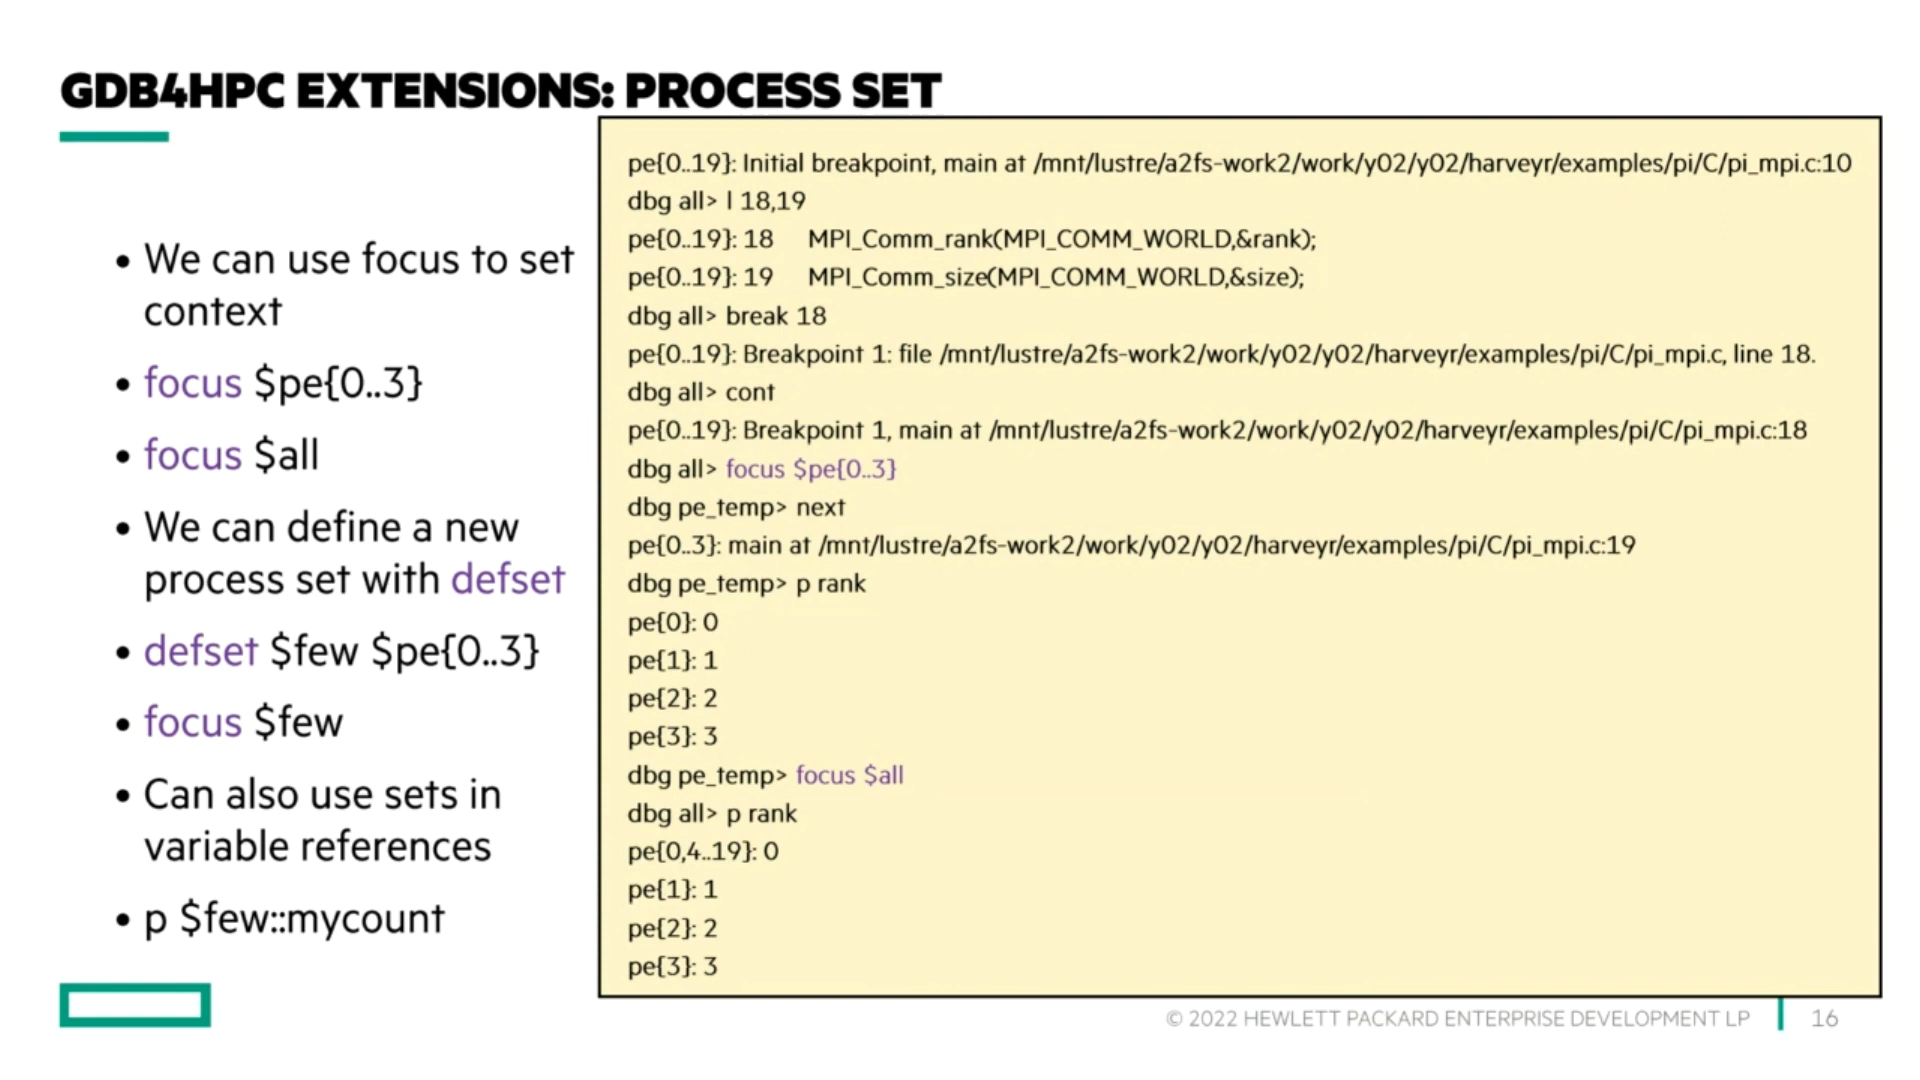 GDB4HPC EXTENSIONS: PROCESS SET
• We can use focus to set
context
• focus $pe{0..3}
• focus $all
• We can define a new
process set with defset
• defset $few $pe{0..3}
• focus $few
• Can also use sets in
variable references
• p $few::mycount
pe{0..19}: Initial breakpoint, main at /mnt/lustre/a2fs-work2/work/y02/y02/harveyr/examples/pi/C/pi_mpi.c:10
dbg all> l 18,19
pe{0..19}: 18 MPI_Comm_rank(MPI_COMM_WORLD,&rank);
pe{0..19}: 19 MPI_Comm_size(MPI_COMM_WORLD,&size);
dbg all> break 18
pe{0..19}: Breakpoint 1: file /mnt/lustre/a2fs-work2/work/y02/y02/harveyr/examples/pi/C/pi_mpi.c, line 18.
dbg all> cont
pe{0..19}: Breakpoint 1, main at /mnt/lustre/a2fs-work2/work/y02/y02/harveyr/examples/pi/C/pi_mpi.c:18
dbg all> focus $pe{0..3}
dbg pe_temp> next
pe{0..3}: main at /mnt/lustre/a2fs-work2/work/y02/y02/harveyr/examples/pi/C/pi_mpi.c:19
dbg pe_temp> p rank
pe{0}: 0
pe{1}: 1
pe{2}: 2
pe{3}: 3
dbg pe_temp> focus $all
dbg all> p rank
pe{0,4..19}: 0
pe{1}: 1
pe{2}: 2
pe{3}: 3
© 2022 HEWLETT PACKARD ENTERPRISE DEVELOPMENT LP
16